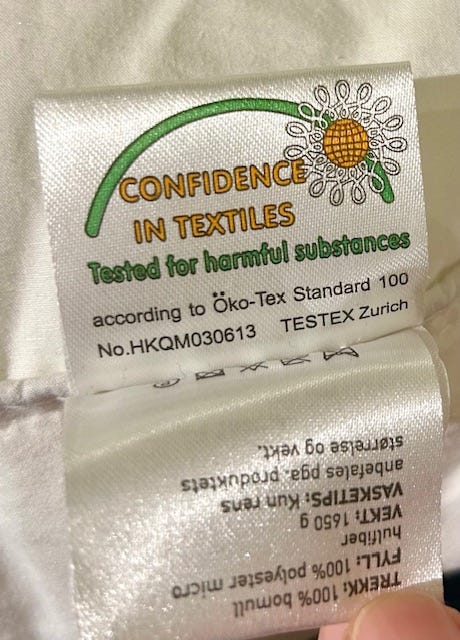 CONFIDENCE
IN TEXTILES
Tested for harmful substances
according to Öko-Tex Standard 100
No.HKQM030613 TESTEX Zurich
TREKK: 100% bomull
FYLL: 100% polyester micro
hulfiber
VEKT: 1650 g
VASKETIPS: Kun rens
anbefales pga. produktets
størrelse og vekt.